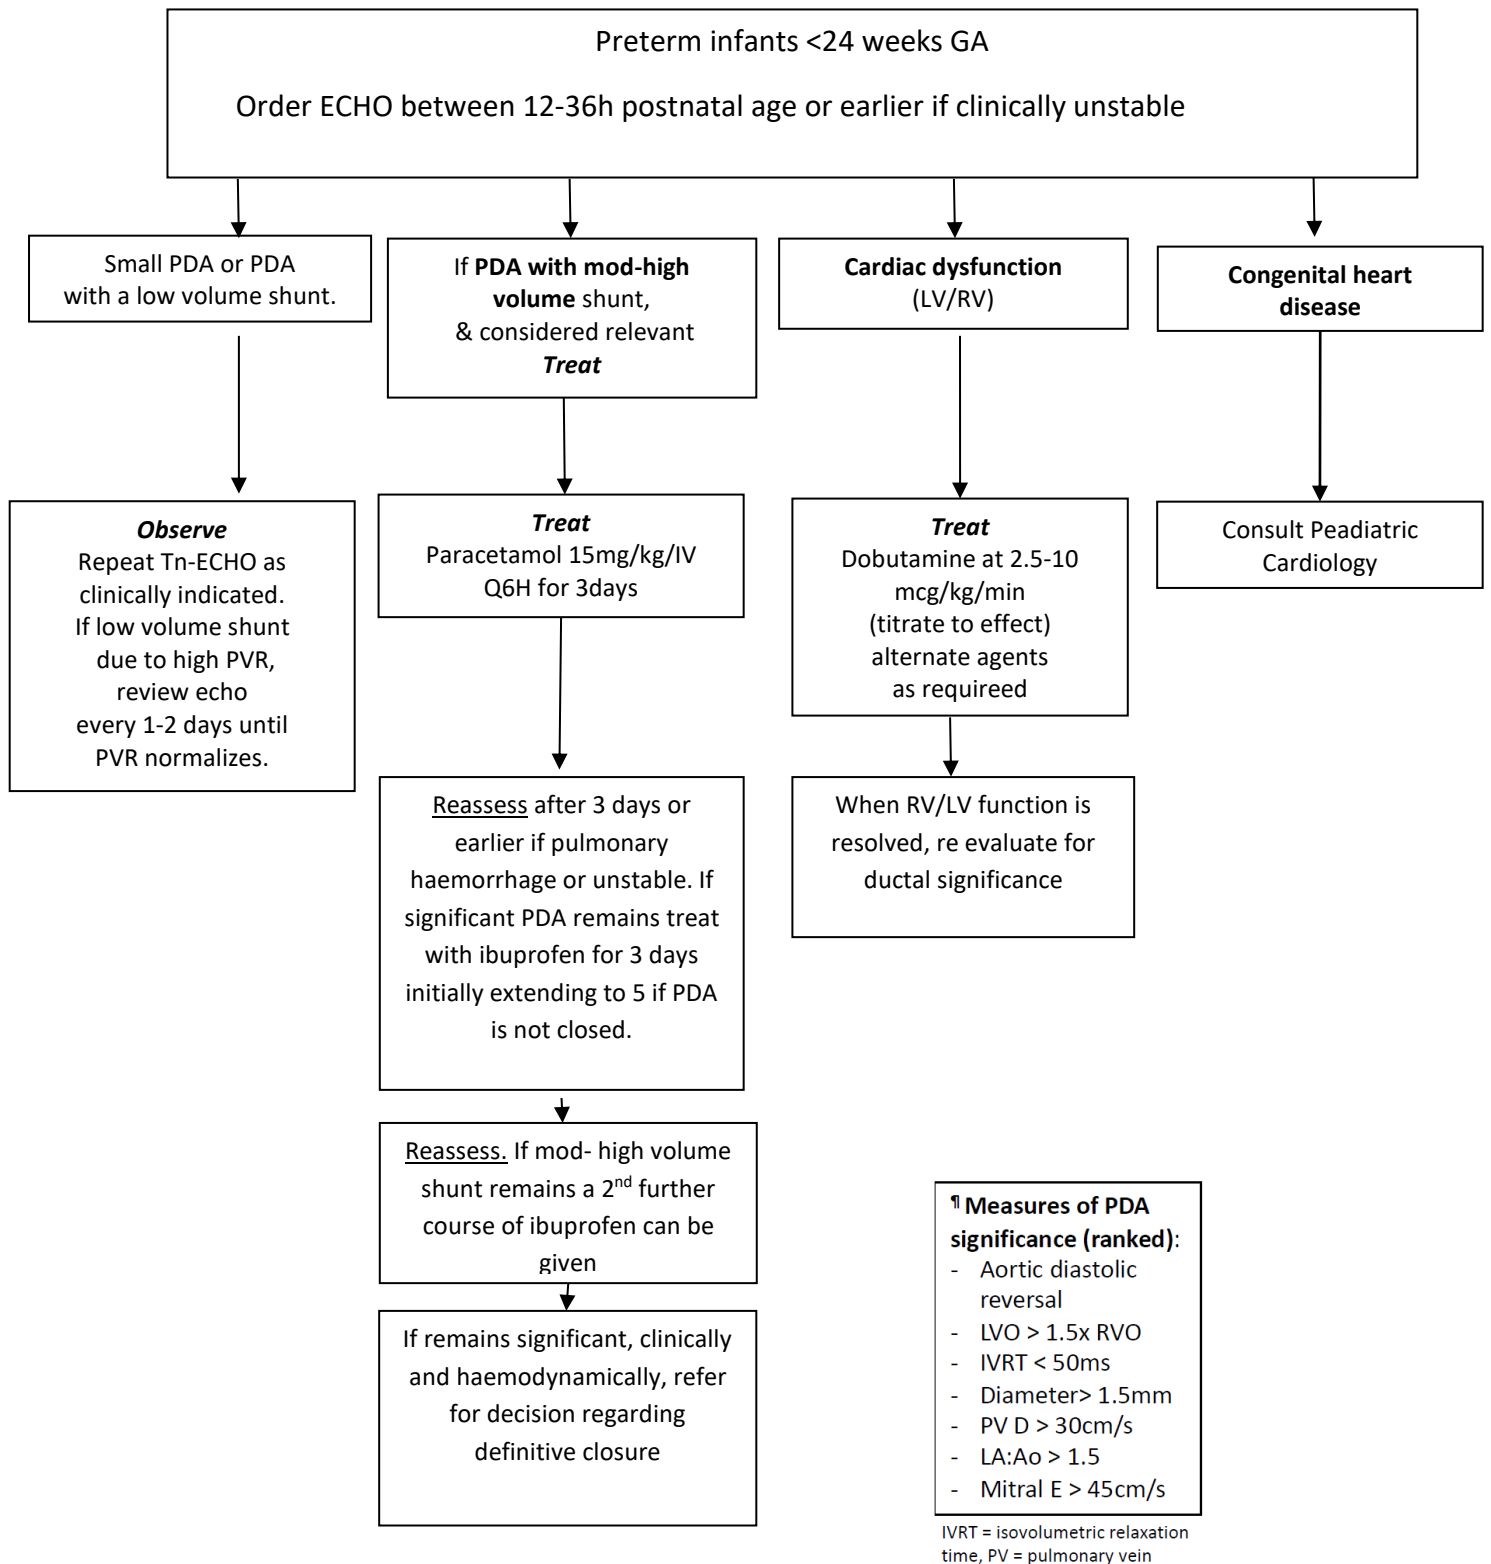 Preterm infants <24 weeks GA
Order ECHO between 12-36h postnatal age or earlier if clinically unstable
Small PDA or PDA
with a low volume shunt.
If PDA with mod-high
volume shunt,
& considered relevant
Treat
Cardiac dysfunction
(LV/RV)
Congenital heart
disease
Observe
Repeat Tn-ECHO as
clinically indicated.
If low volume shunt
due to high PVR,
review echo
every 1-2 days until
PVR normalizes.
Treat
Paracetamol 15mg/kg/IV
Q6H for 3days
Treat
Dobutamine at 2.5-10
mcg/kg/min
(titrate to effect)
alternate agents
as requireed
Consult Peadiatric
Cardiology
Reassess after 3 days or
earlier if pulmonary
haemorrhage or unstable. If
significant PDA remains treat
with ibuprofen for 3 days
initially extending to 5 if PDA
is not closed.
When RV/LV function is
resolved, re evaluate for
ductal significance
Reassess. If mod- high volume
shunt remains a 2nd further
course of ibuprofen can be
given
If remains significant, clinically
and haemodynamically, refer
for decision regarding
definitive closure
¶ Measures of PDA
significance (ranked):
- Aortic diastolic
reversal
- LVO > 1.5x RVO
- IVRT < 50ms
- Diameter> 1.5mm
- PV D > 30cm/s
- LA:Ao > 1.5
- Mitral E > 45cm/s
IVRT = isovolumetric relaxation
time, PV = pulmonary vein